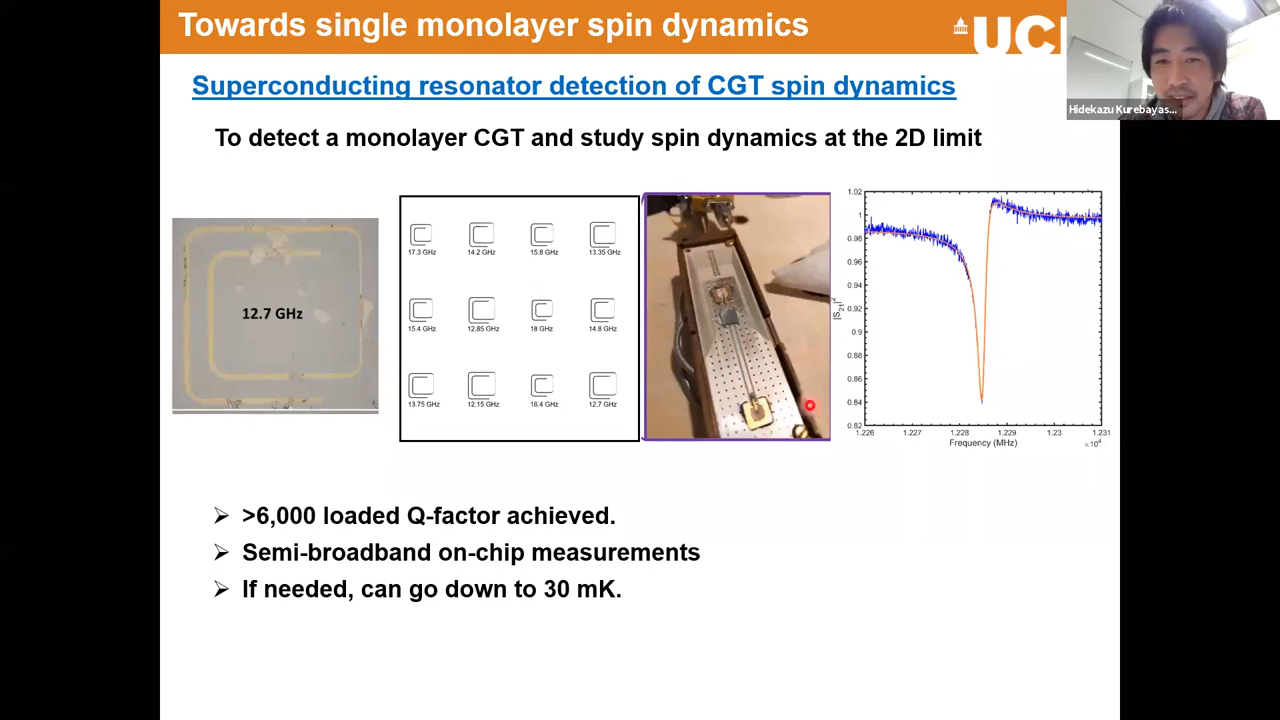 Towards single monolayer spin dynamics
UCL
Hidekazu Kurebayas...
Superconducting resonator detection of CGT spin dynamics
To detect a monolayer CGT and study spin dynamics at the 2D limit
12.7 GHz
17.3 GHz 14.2 GHz 15.8 GHz 13.35 GHz
15.4 GHz 12.85 GHz 18 GHz 14.8 GHz
13.75 GHz 12.15 GHz 16.4 GHz 12.7 GHz
1.02
1
0.98
0.96
0.94
0.92
0.9
0.88
0.86
0.84
0.82
|S21|²
1.226 1.227 1.228 1.229 1.23 1.231
Frequency (MHz)
×10⁴
➢ >6,000 loaded Q-factor achieved.
➢ Semi-broadband on-chip measurements
➢ If needed, can go down to 30 mK.